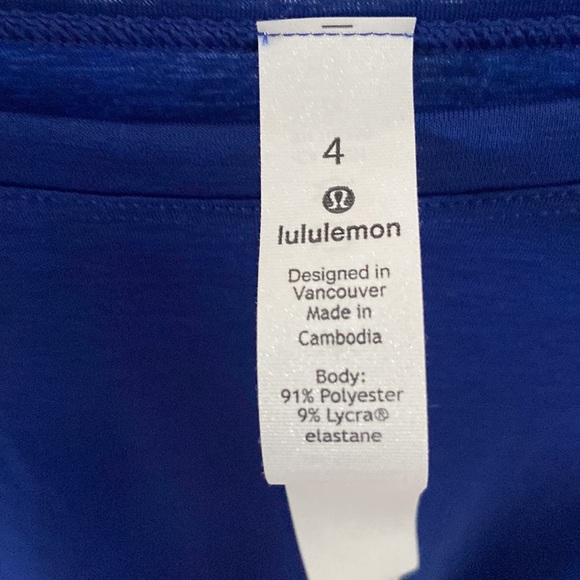 4
lululemon
Designed in
Vancouver
Made in
Cambodia
Body:
91% Polyester
9% Lycra®
elastane